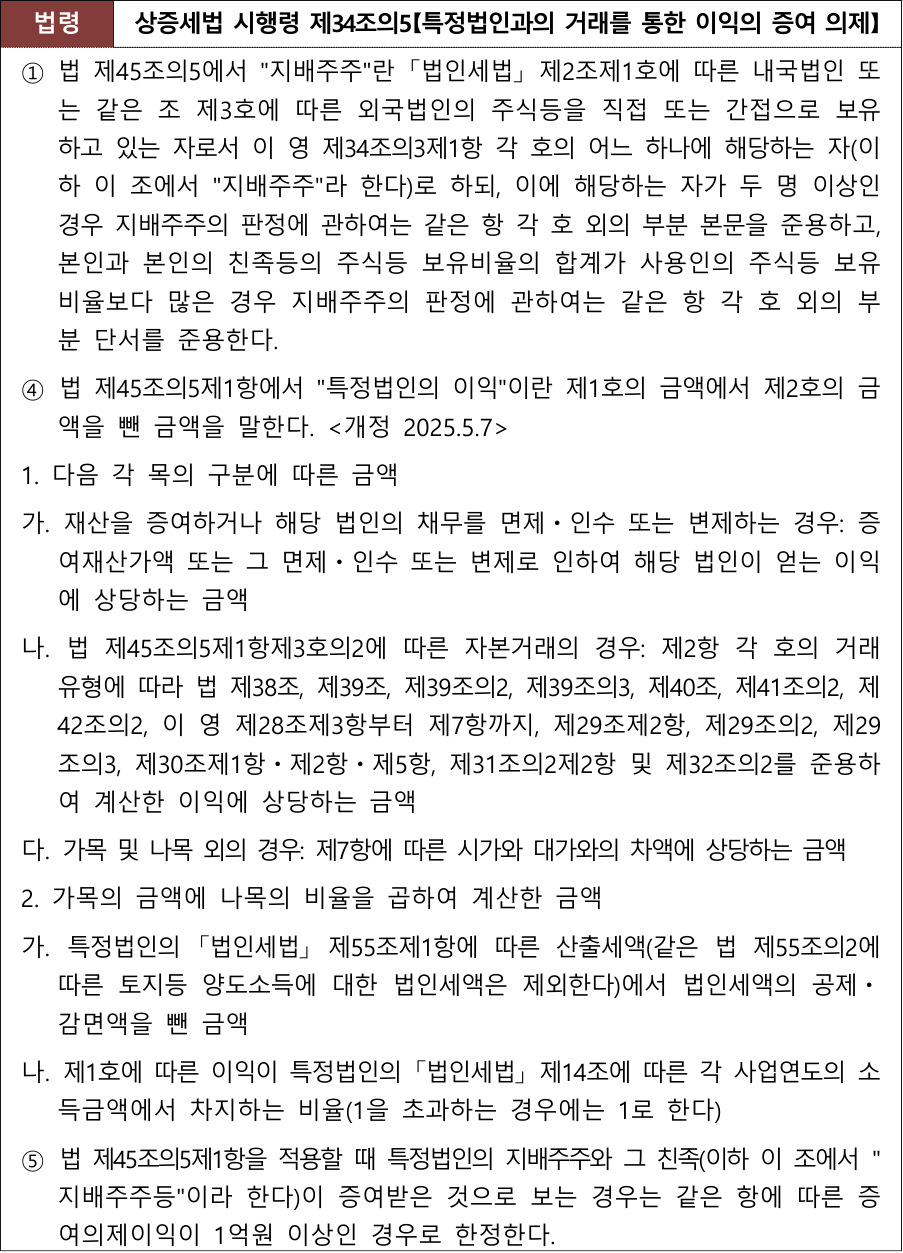 법령 상증세법 시행령 제34조의5【특정법인과의 거래를 통한 이익의 증여 의제】
① 법 제45조의5에서 "지배주주"란「법인세법」제2조제1호에 따른 내국법인 또
는 같은 조 제3호에 따른 외국법인의 주식등을 직접 또는 간접으로 보유
하고 있는 자로서 이 영 제34조의3제1항 각 호의 어느 하나에 해당하는 자(이
하 이 조에서 "지배주주"라 한다)로 하되, 이에 해당하는 자가 두 명 이상인
경우 지배주주의 판정에 관하여는 같은 항 각 호 외의 부분 본문을 준용하고,
본인과 본인의 친족등의 주식등 보유비율의 합계가 사용인의 주식등 보유
비율보다 많은 경우 지배주주의 판정에 관하여는 같은 항 각 호 외의 부
분 단서를 준용한다.
④ 법 제45조의5제1항에서 "특정법인의 이익"이란 제1호의 금액에서 제2호의 금
액을 뺀 금액을 말한다. <개정 2025.5.7>
1. 다음 각 목의 구분에 따른 금액
가. 재산을 증여하거나 해당 법인의 채무를 면제・인수 또는 변제하는 경우: 증
여재산가액 또는 그 면제・인수 또는 변제로 인하여 해당 법인이 얻는 이익
에 상당하는 금액
나. 법 제45조의5제1항제3호의2에 따른 자본거래의 경우: 제2항 각 호의 거래
유형에 따라 법 제38조, 제39조, 제39조의2, 제39조의3, 제40조, 제41조의2, 제
42조의2, 이 영 제28조제3항부터 제7항까지, 제29조제2항, 제29조의2, 제29
조의3, 제30조제1항・제2항・제5항, 제31조의2제2항 및 제32조의2를 준용하
여 계산한 이익에 상당하는 금액
다. 가목 및 나목 외의 경우: 제7항에 따른 시가와 대가와의 차액에 상당하는 금액
2. 가목의 금액에 나목의 비율을 곱하여 계산한 금액
가. 특정법인의「법인세법」제55조제1항에 따른 산출세액(같은 법 제55조의2에
따른 토지등 양도소득에 대한 법인세액은 제외한다)에서 법인세액의 공제・
감면액을 뺀 금액
나. 제1호에 따른 이익이 특정법인의「법인세법」제14조에 따른 각 사업연도의 소
득금액에서 차지하는 비율(1을 초과하는 경우에는 1로 한다)
⑤ 법 제45조의5제1항을 적용할 때 특정법인의 지배주주와 그 친족(이하 이 조에서 "
지배주주등"이라 한다)이 증여받은 것으로 보는 경우는 같은 항에 따른 증
여의제이익이 1억원 이상인 경우로 한정한다.